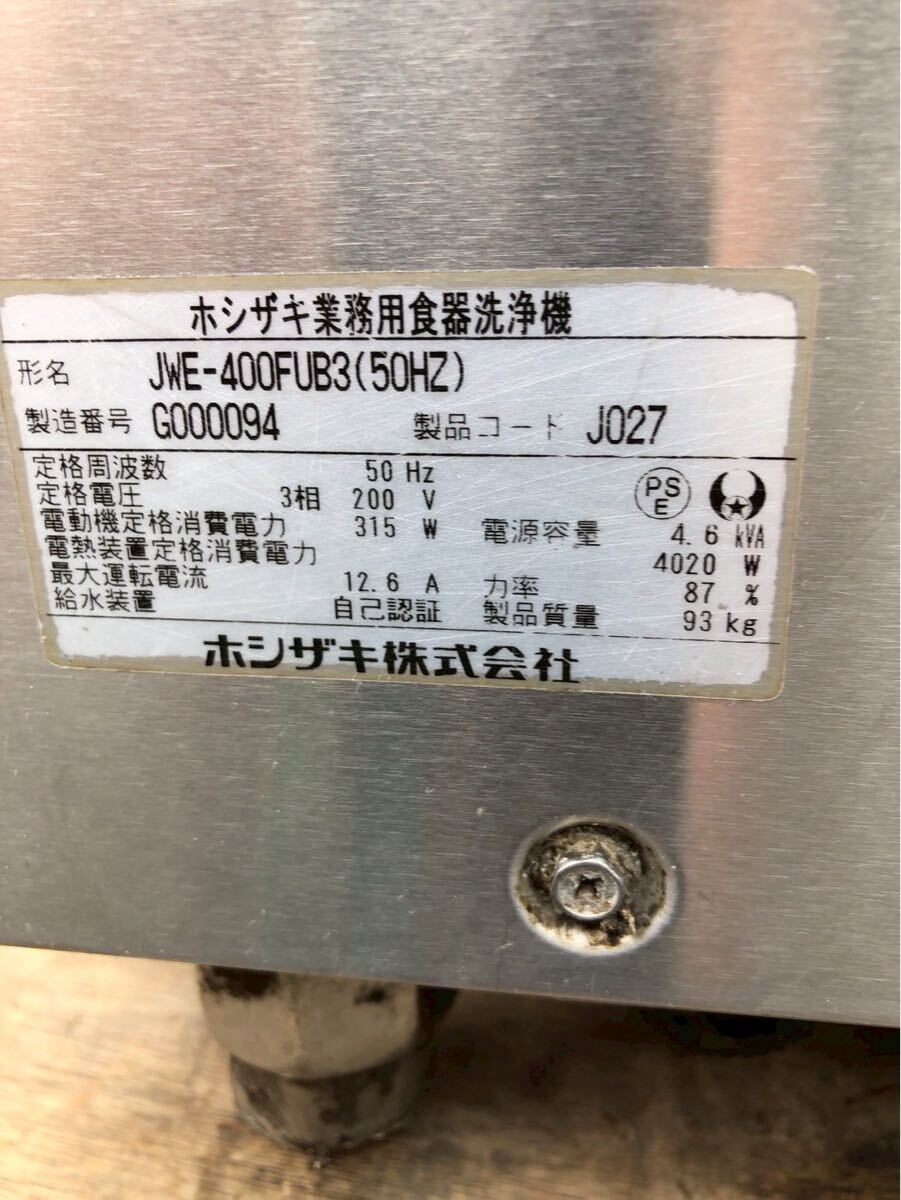 ホシザキ業務用食器洗浄機
形名 JWE-400FUB3(50HZ)
製造番号 G000094 製品コード J027
定格周波数 50 Hz
定格電圧 3相 200 V
PS E
電動機定格消費電力 315 W 電源容量 4.6 kVA
電熱装置定格消費電力 4020 W
最大運転電流 12.6 A 力率 87 %
給水装置 自己認証 製品質量 93 kg
ホシザキ株式会社